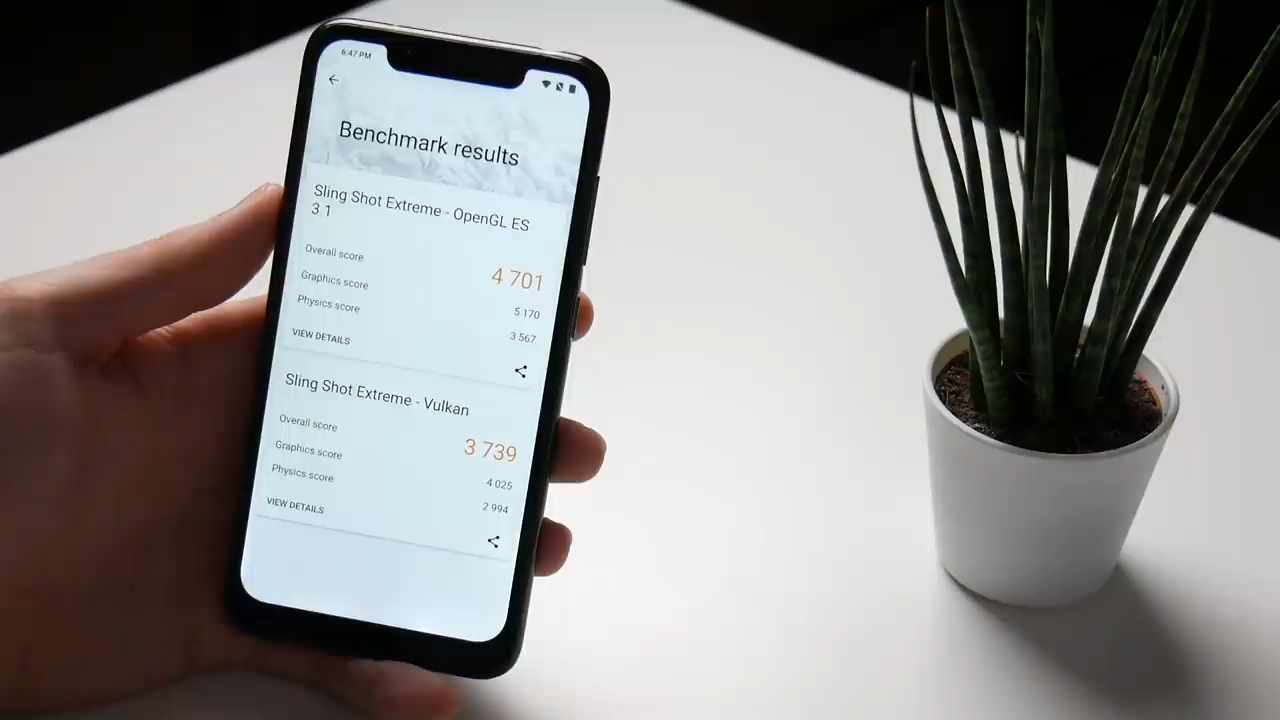 6:47 PM
Benchmark results
Sling Shot Extreme - OpenGL ES
3 1
Overall score 4 701
Graphics score 5 170
Physics score 3 567
VIEW DETAILS
Sling Shot Extreme - Vulkan
Overall score 3 739
Graphics score 4 025
Physics score 2 994
VIEW DETAILS